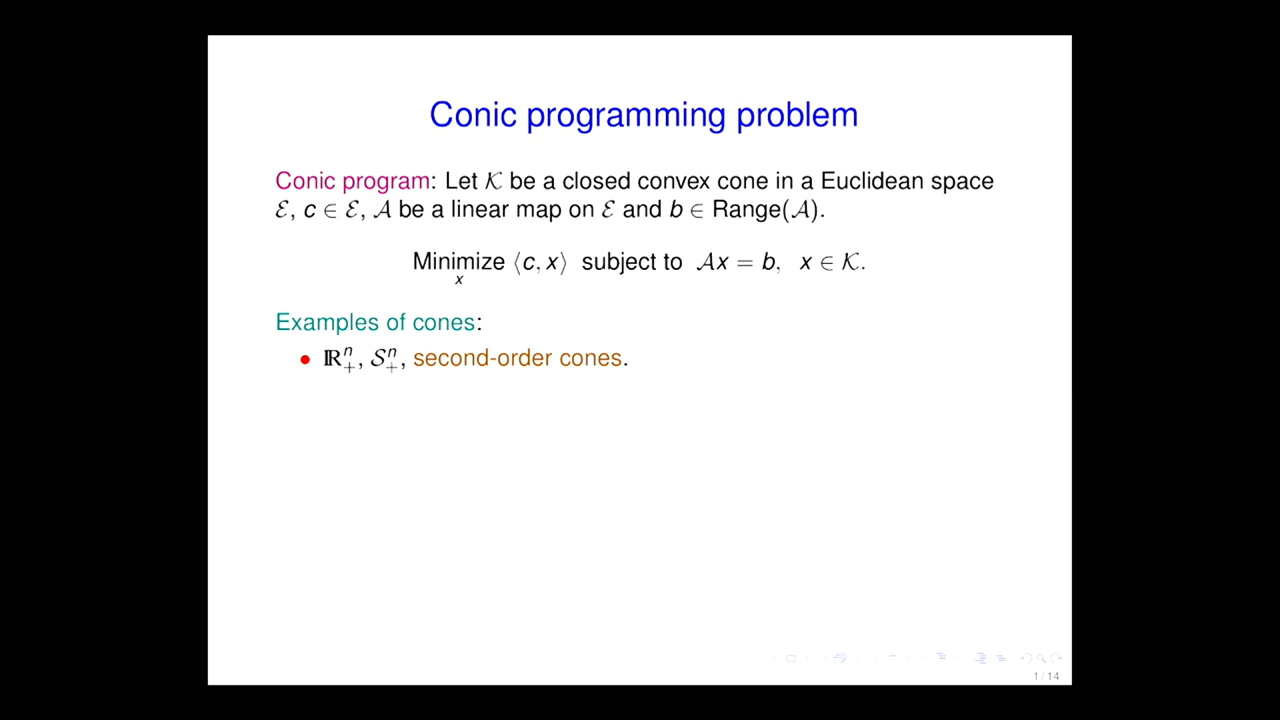 Conic programming problem
Conic program: Let 𝒦 be a closed convex cone in a Euclidean space
ℰ, c ∈ ℰ, 𝒜 be a linear map on ℰ and b ∈ Range(𝒜).
Minimize ⟨c, x⟩ subject to 𝒜x = b, x ∈ 𝒦.
x
Examples of cones:
• ℝⁿ₊, 𝒮ⁿ₊, second-order cones.
1 / 14